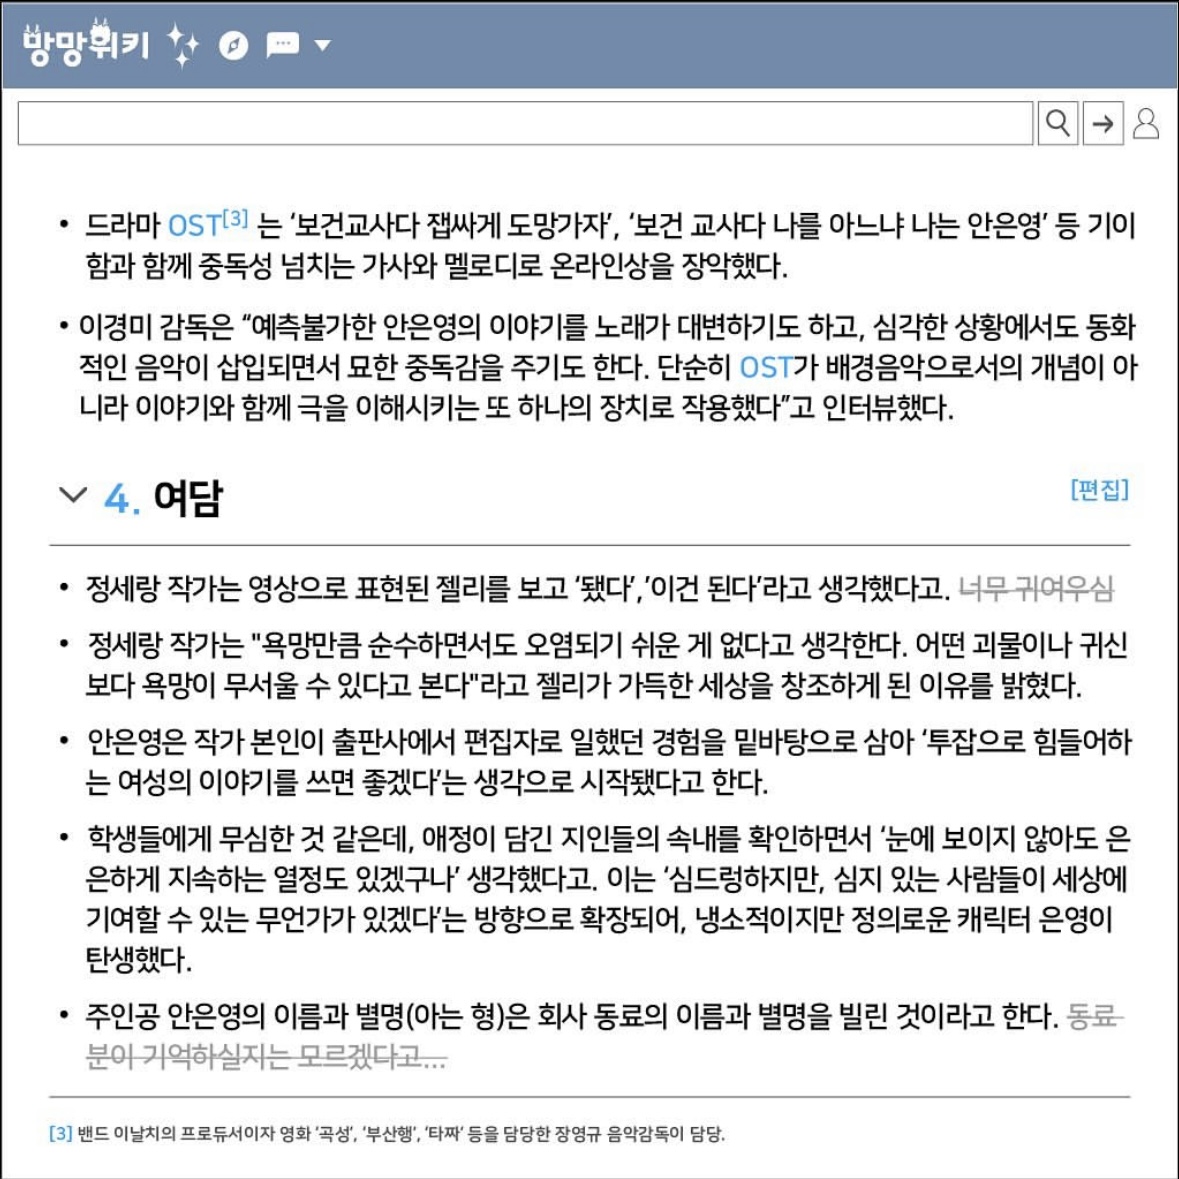 망망위키
드라마 OST[3] 는 ‘보건교사다 잽싸게 도망가자’, ‘보건 교사다 나를 아느냐 나는 안은영’ 등 기이
함과 함께 중독성 넘치는 가사와 멜로디로 온라인상을 장악했다.
이경미 감독은 “예측불가한 안은영의 이야기를 노래가 대변하기도 하고, 심각한 상황에서도 동화
적인 음악이 삽입되면서 묘한 중독감을 주기도 한다. 단순히 OST가 배경음악으로서의 개념이 아
니라 이야기와 함께 극을 이해시키는 또 하나의 장치로 작용했다”고 인터뷰했다.
4. 여담 [편집]
정세랑 작가는 영상으로 표현된 젤리를 보고 ‘됐다’,’이건 된다’라고 생각했다고. 너무 귀여우심
정세랑 작가는 "욕망만큼 순수하면서도 오염되기 쉬운 게 없다고 생각한다. 어떤 괴물이나 귀신
보다 욕망이 무서울 수 있다고 본다"라고 젤리가 가득한 세상을 창조하게 된 이유를 밝혔다.
안은영은 작가 본인이 출판사에서 편집자로 일했던 경험을 밑바탕으로 삼아 ‘투잡으로 힘들어하
는 여성의 이야기를 쓰면 좋겠다’는 생각으로 시작됐다고 한다.
학생들에게 무심한 것 같은데, 애정이 담긴 지인들의 속내를 확인하면서 ‘눈에 보이지 않아도 은
은하게 지속하는 열정도 있겠구나’ 생각했다고. 이는 ‘심드렁하지만, 심지 있는 사람들이 세상에
기여할 수 있는 무언가가 있겠다’는 방향으로 확장되어, 냉소적이지만 정의로운 캐릭터 은영이
탄생했다.
주인공 안은영의 이름과 별명(아는 형)은 회사 동료의 이름과 별명을 빌린 것이라고 한다. 동료
분이 기억하실지는 모르겠다고...
[3] 밴드 이날치의 프로듀서이자 영화 ‘곡성’, ‘부산행’, ‘타짜’ 등을 담당한 장영규 음악감독이 담당.